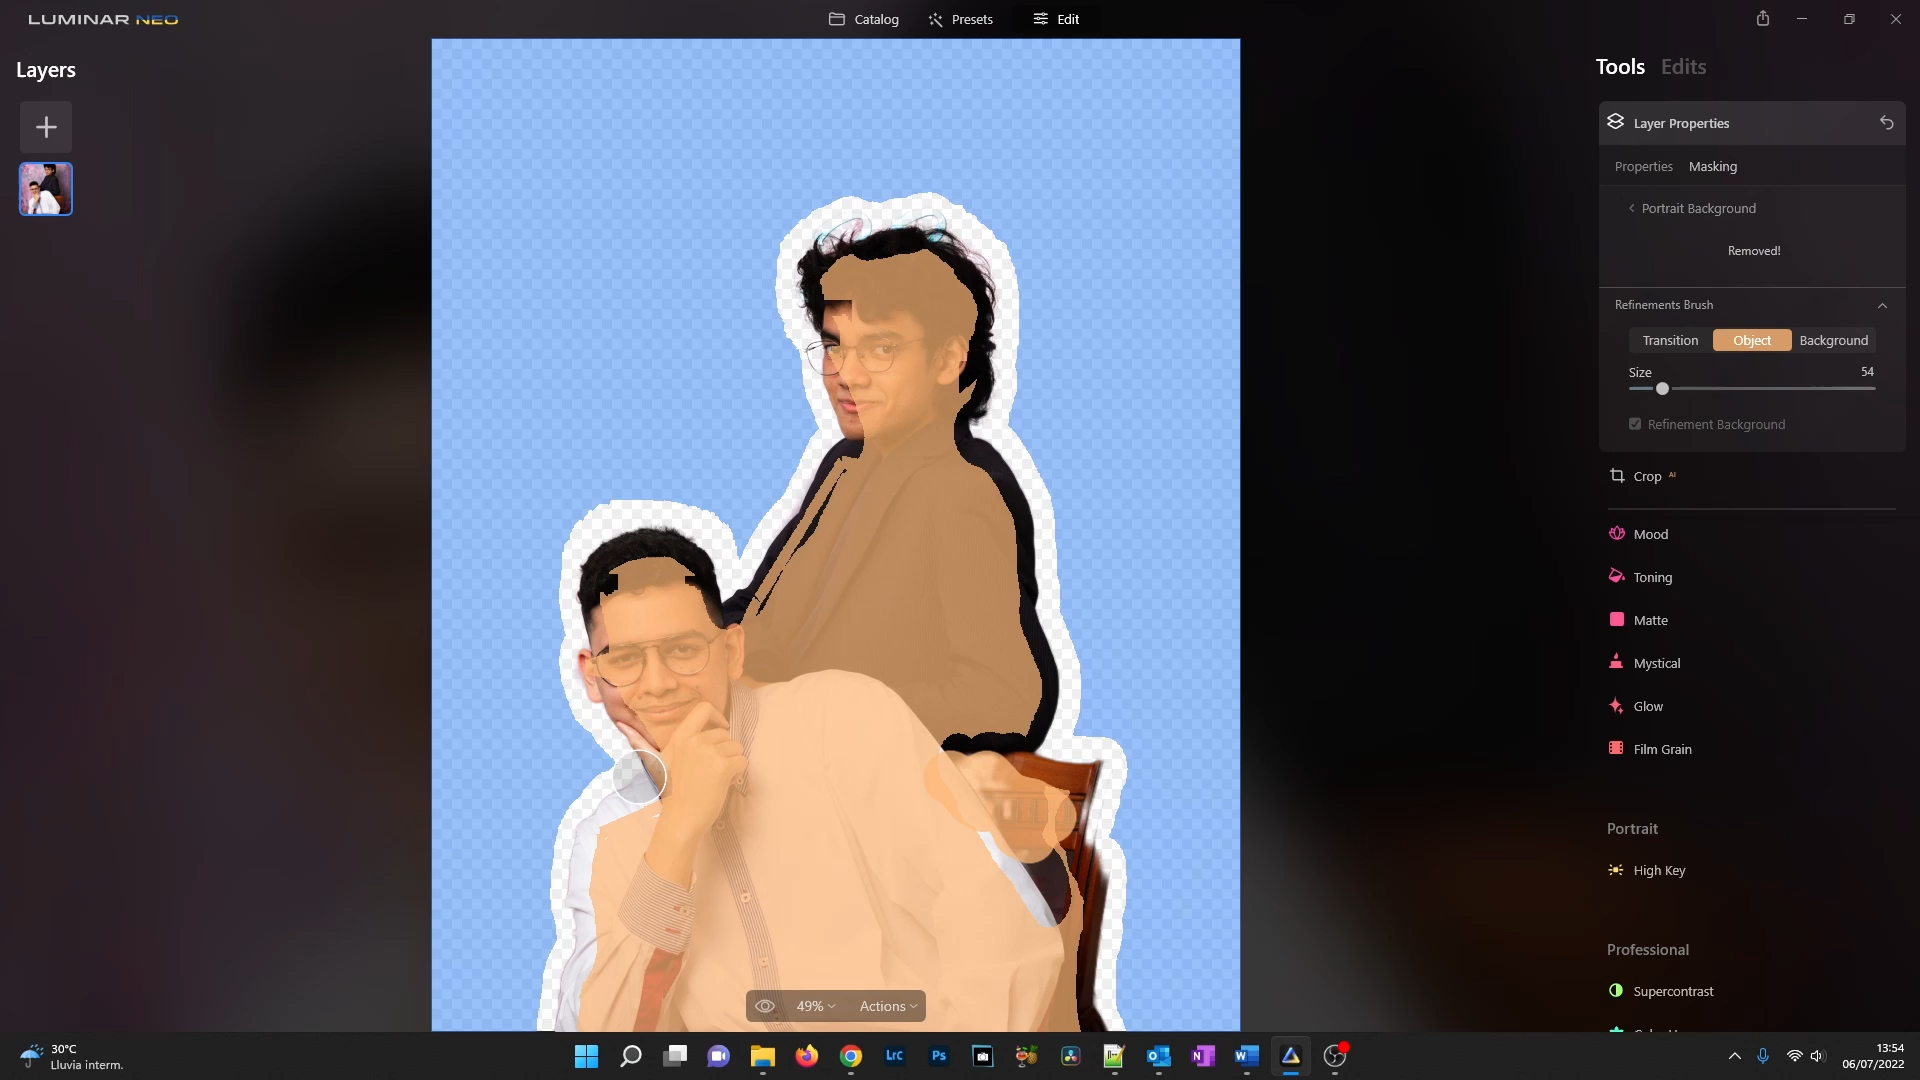 LUMINAR NEO
Catalog
Presets
Edit
Layers
Tools
Edits
Layer Properties
Properties
Masking
Portrait Background
Removed!
Refinements Brush
Transition
Object
Background
Size
54
Refinement Background
Crop AI
Mood
Toning
Matte
Mystical
Glow
Film Grain
Portrait
High Key
Professional
Supercontrast
49%
Actions
30°C
Lluvia interm.
LrC
Ps
N
W
13:54
06/07/2022